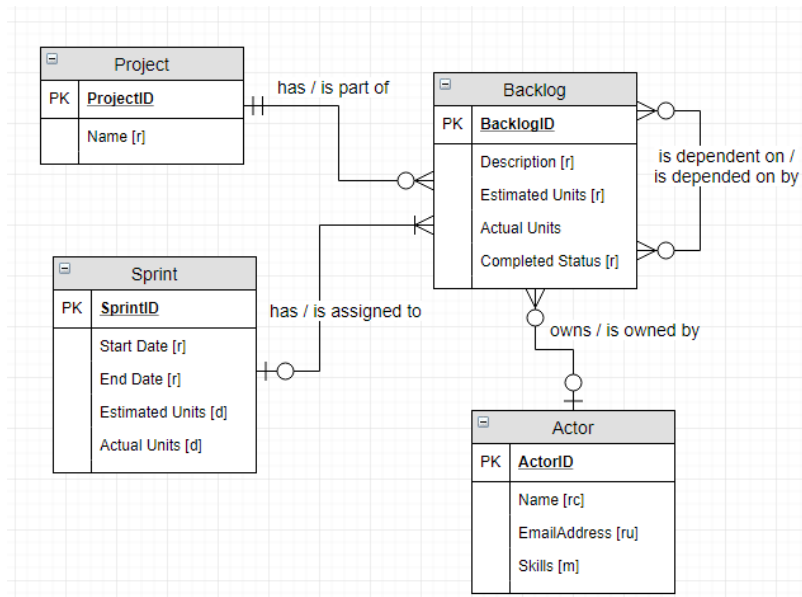 Project
PK ProjectID
Name [r]
has / is part of
Backlog
PK BacklogID
Description [r]
Estimated Units [r]
Actual Units
Completed Status [r]
is dependent on /
is depended on by
Sprint
PK SprintID
Start Date [r]
End Date [r]
Estimated Units [d]
Actual Units [d]
has / is assigned to
owns / is owned by
Actor
PK ActorID
Name [rc]
EmailAddress [ru]
Skills [m]